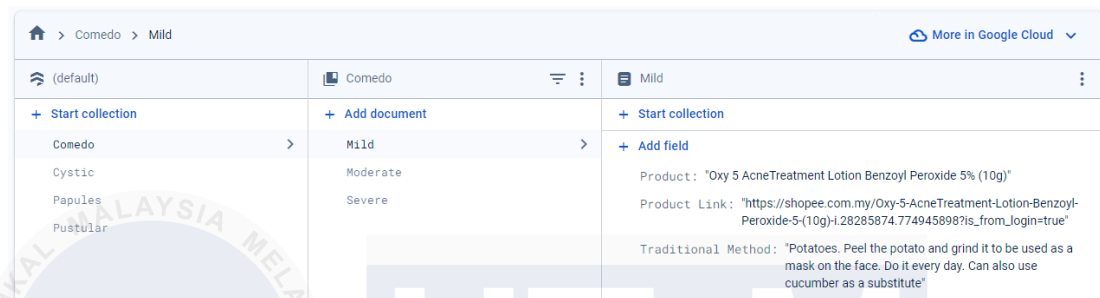 Comedo > Mild
More in Google Cloud
(default)
Comedo
Mild
+ Start collection
+ Add document
+ Start collection
Comedo
Mild
+ Add field
Cystic
Moderate
Product: "Oxy 5 AcneTreatment Lotion Benzoyl Peroxide 5% (10g)"
Papules
Severe
Product Link: "https://shopee.com.my/Oxy-5-AcneTreatment-Lotion-Benzoyl-
Peroxide-5-(10g)-i.28285874.774945898?is_from_login=true"
Pustular
Traditional Method: "Potatoes. Peel the potato and grind it to be used as a
mask on the face. Do it every day. Can also use
cucumber as a substitute"
MALAYSIA